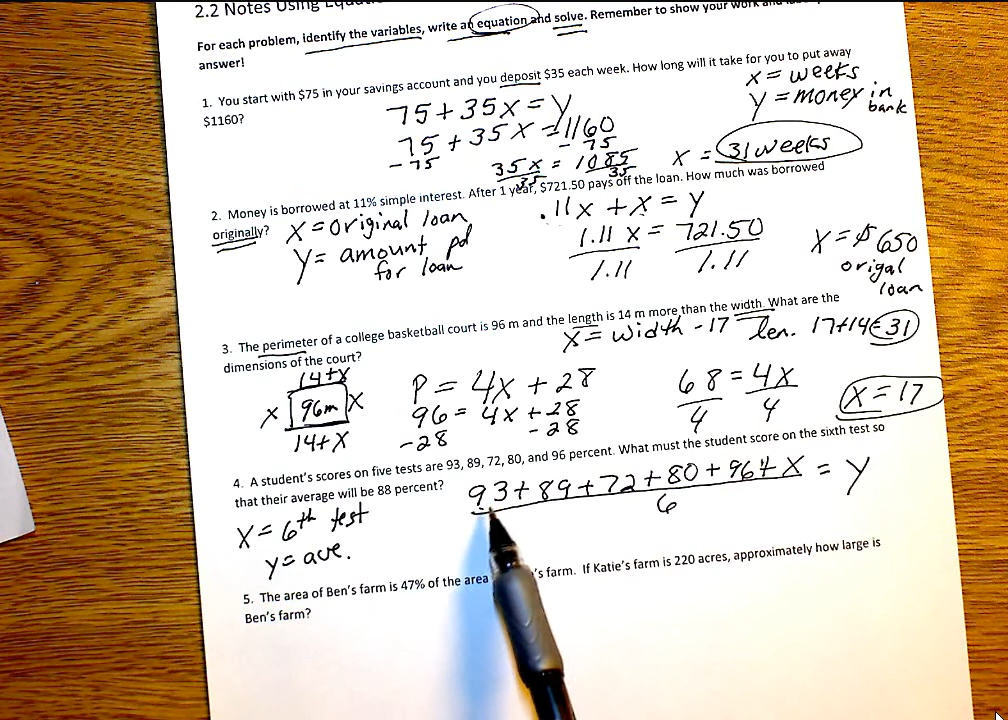 2.2 Notes Using
For each problem, identify the variables, write an equation and solve. Remember to show your work and
answer!
1. You start with $75 in your savings account and you deposit $35 each week. How long will it take for you to put away
$1160?
x = weeks
y = money in bank
75 + 35x = y
75 + 35x = 1160
-75 -75
35x = 1085
35 35
x = 31 weeks
2. Money is borrowed at 11% simple interest. After 1 year, $721.50 pays off the loan. How much was borrowed
originally?
x = original loan
y = amount pd for loan
.11x + x = y
1.11x = 721.50
1.11 1.11
x = $650
origal
loan
3. The perimeter of a college basketball court is 96 m and the length is 14 m more than the width. What are the
dimensions of the court?
x = width - 17 len. 17+14=31
14+x
x 96m x
14+x
P = 4x + 28
96 = 4x + 28
-28 -28
68 = 4x
4 4
x = 17
4. A student's scores on five tests are 93, 89, 72, 80, and 96 percent. What must the student score on the sixth test so
that their average will be 88 percent?
x = 6th test
y = ave.
93+89+72+80+96+x = y
6
5. The area of Ben's farm is 47% of the area 's farm. If Katie's farm is 220 acres, approximately how large is
Ben's farm?